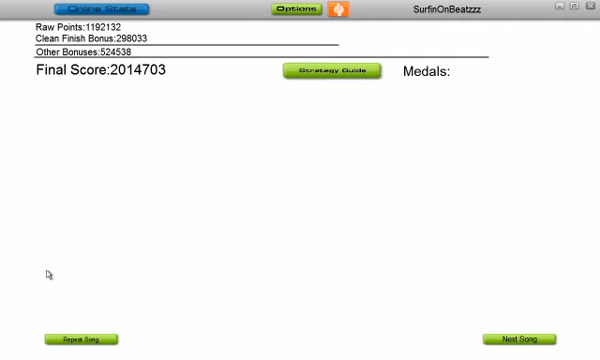 Online Stats
Options
SurfinOnBeatzzz
Raw Points:1192132
Clean Finish Bonus:298033
Other Bonuses:524538
Final Score:2014703
Strategy Guide
Medals:
Repeat Song
Next Song